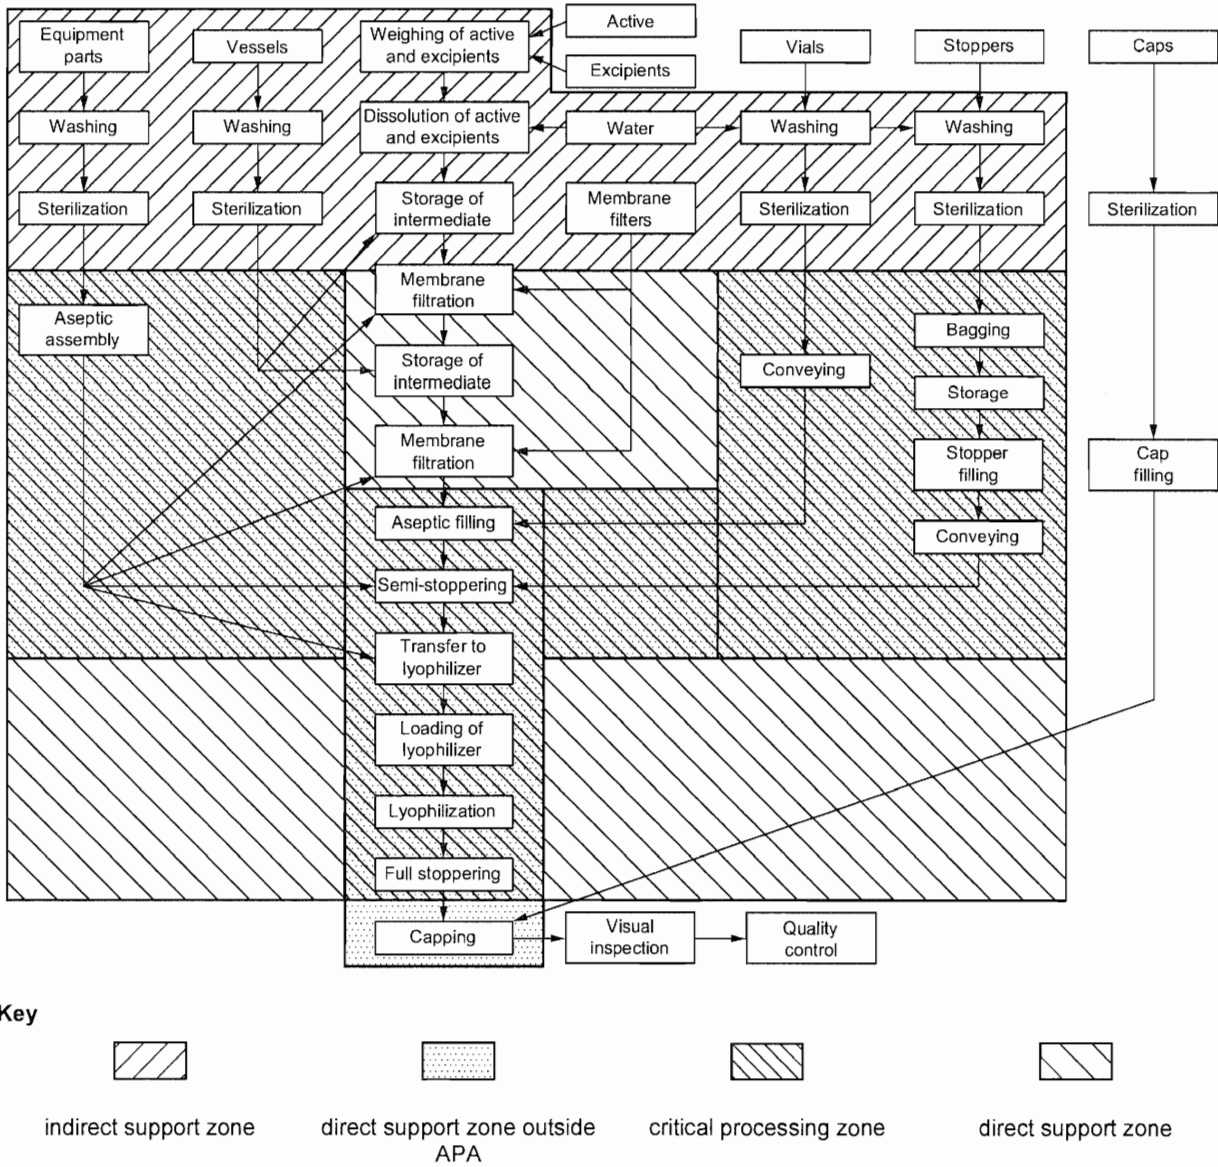 Equipment
parts
Vessels
Weighing of active
and excipients
Active
Excipients
Vials
Stoppers
Caps
Washing
Washing
Dissolution of active
and excipients
Water
Washing
Washing
Sterilization
Sterilization
Storage of
intermediate
Membrane
filters
Sterilization
Sterilization
Sterilization
Aseptic
assembly
Membrane
filtration
Storage of
intermediate
Membrane
filtration
Conveying
Bagging
Storage
Stopper
filling
Conveying
Cap
filling
Aseptic filling
Semi-stoppering
Transfer to
lyophilizer
Loading of
lyophilizer
Lyophilization
Full stoppering
Capping
Visual
inspection
Quality
control
Key
indirect support zone
direct support zone outside
APA
critical processing zone
direct support zone